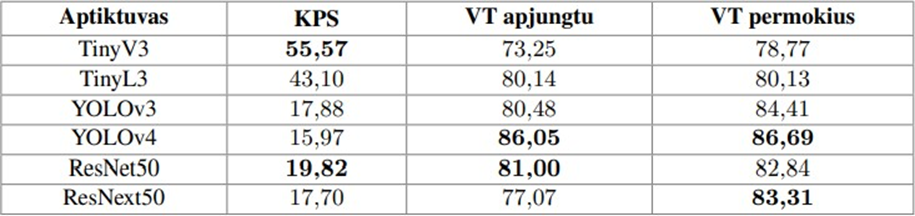 Aptiktuvas KPS VT apjungtu VT permokius
TinyV3 55,57 73,25 78,77
TinyL3 43,10 80,14 80,13
YOLOv3 17,88 80,48 84,41
YOLOv4 15,97 86,05 86,69
ResNet50 19,82 81,00 82,84
ResNext50 17,70 77,07 83,31